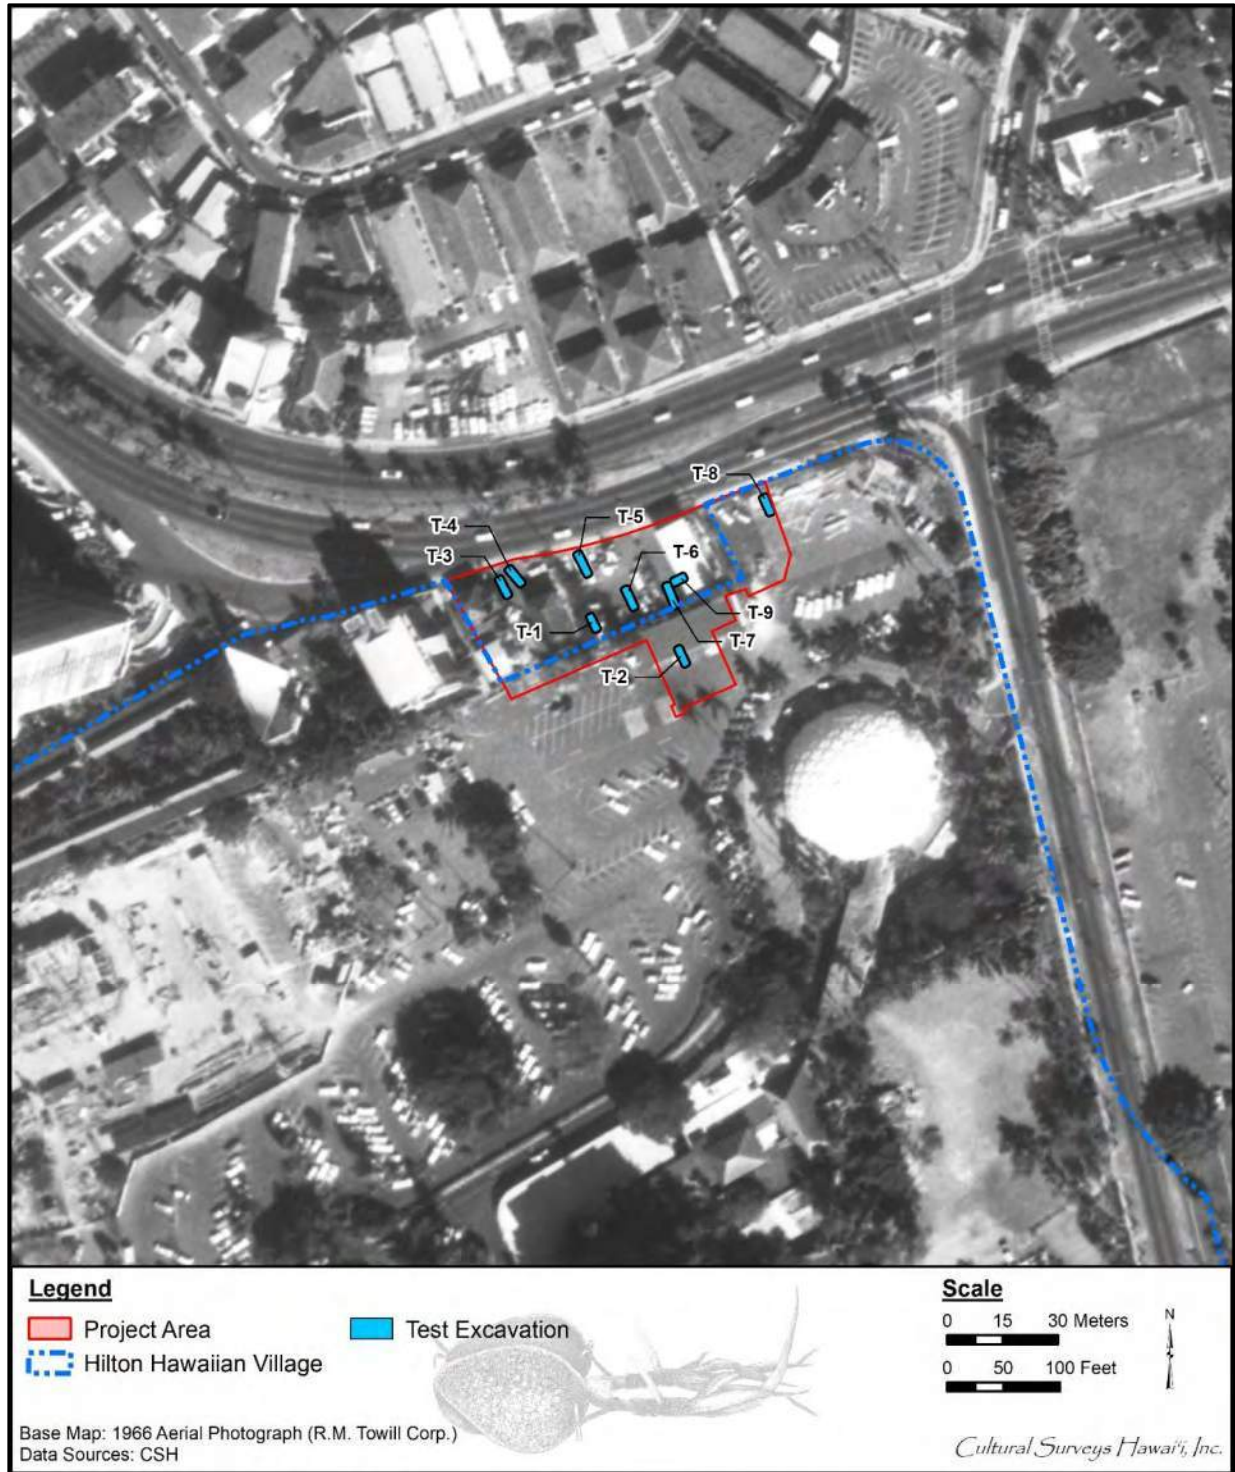 T-8
T-5
T-4
T-6
T-3
T-9
T-1
T-7
T-2
Legend
Project Area
Test Excavation
Hilton Hawaiian Village
Scale
0 15 30 Meters
0 50 100 Feet
N
Base Map: 1966 Aerial Photograph (R.M. Towill Corp.)
Data Sources: CSH
Cultural Surveys Hawai'i, Inc.